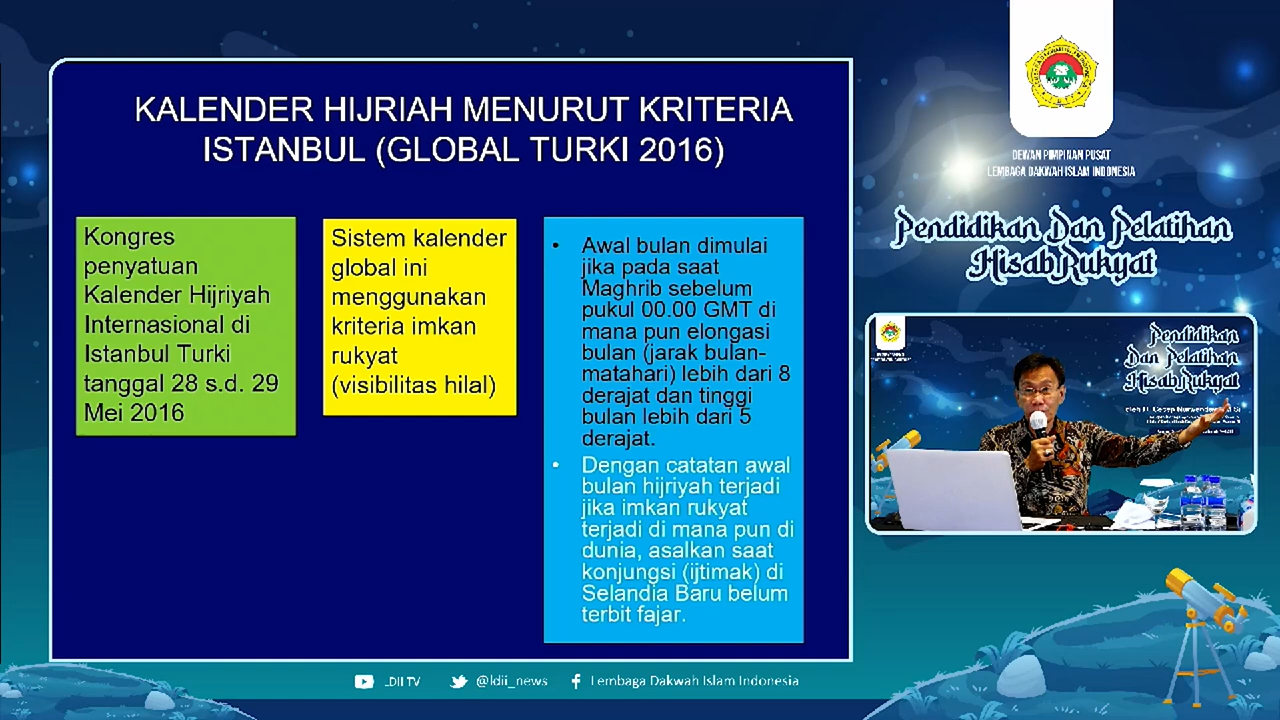 KALENDER HIJRIAH MENURUT KRITERIA
ISTANBUL (GLOBAL TURKI 2016)
Kongres
penyatuan
Kalender Hijriyah
Internasional di
Istanbul Turki
tanggal 28 s.d. 29
Mei 2016
Sistem kalender
global ini
menggunakan
kriteria imkan
rukyat
(visibilitas hilal)
• Awal bulan dimulai
jika pada saat
Maghrib sebelum
pukul 00.00 GMT di
mana pun elongasi
bulan (jarak bulan-
matahari) lebih dari 8
derajat dan tinggi
bulan lebih dari 5
derajat.
• Dengan catatan awal
bulan hijriyah terjadi
jika imkan rukyat
terjadi di mana pun di
dunia, asalkan saat
konjungsi (ijtimak) di
Selandia Baru belum
terbit fajar.
DEWAN PIMPINAN PUSAT
LEMBAGA DAKWAH ISLAM INDONESIA
Pendidikan Dan Pelatihan
Hisab Rukyat
Pendidikan
Dan Pelatihan
Hisab Rukyat
LDII TV
@ldii_news
Lembaga Dakwah Islam Indonesia